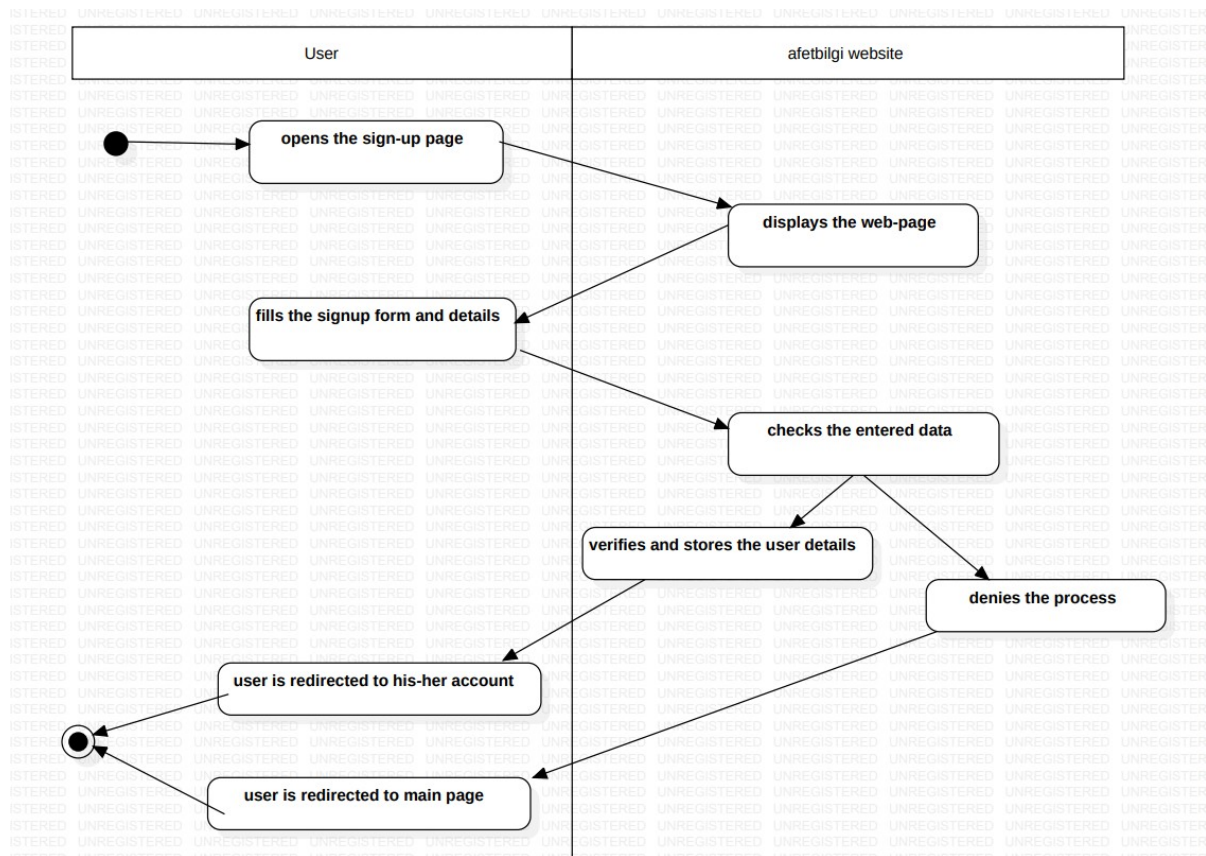 User
afetbilgi website
opens the sign-up page
displays the web-page
fills the signup form and details
checks the entered data
verifies and stores the user details
denies the process
user is redirected to his-her account
user is redirected to main page
UNREGISTERED